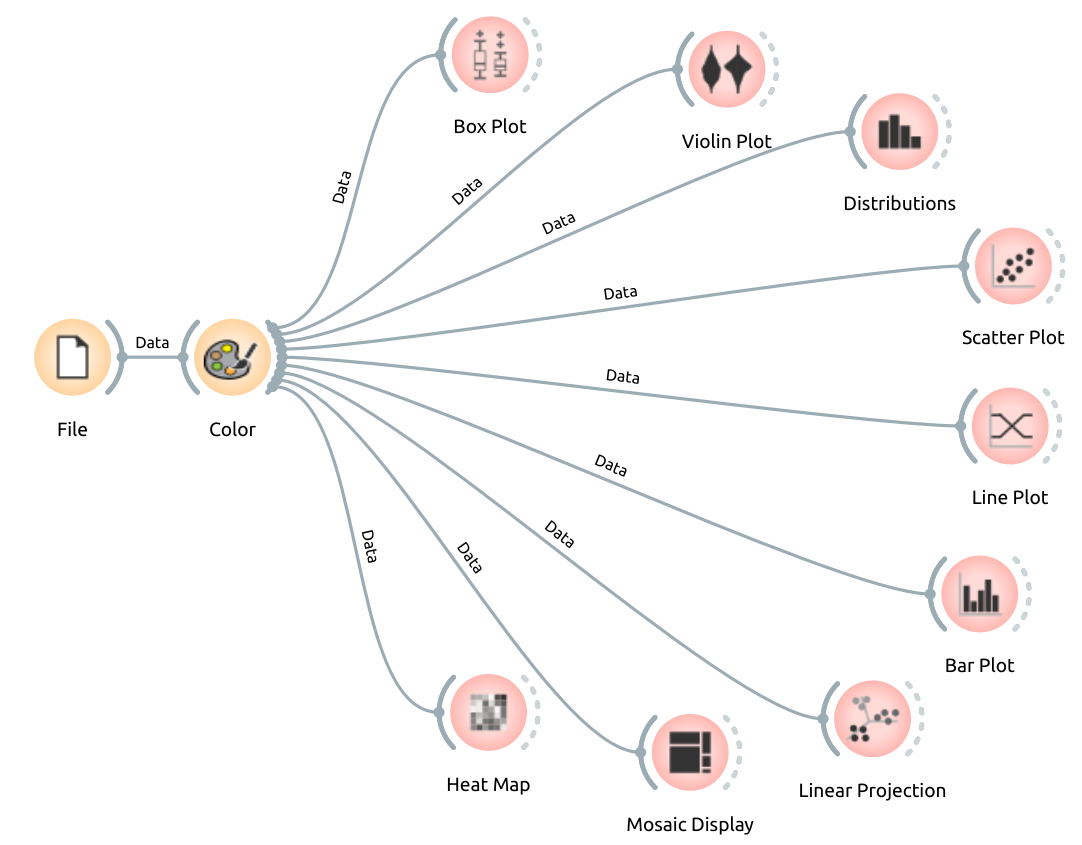 Box Plot
Violin Plot
Data
Data
Distributions
Data
Data
Scatter Plot
Data
File
Color
Data
Line Plot
Data
Data
Data
Data
Bar Plot
Heat Map
Linear Projection
Mosaic Display